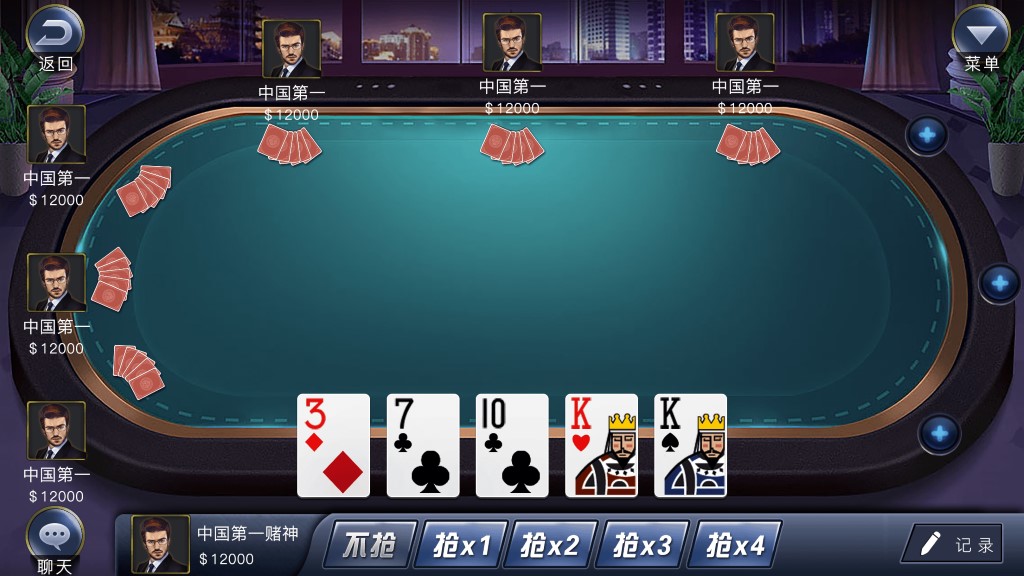 返回
菜单
中国第一
$12000
中国第一
$12000
中国第一
$12000
中国第一
$12000
中国第一
$12000
中国第一
$12000
3
7
10
K
K
聊天
中国第一赌神
$12000
不抢
抢x1
抢x2
抢x3
抢x4
记录